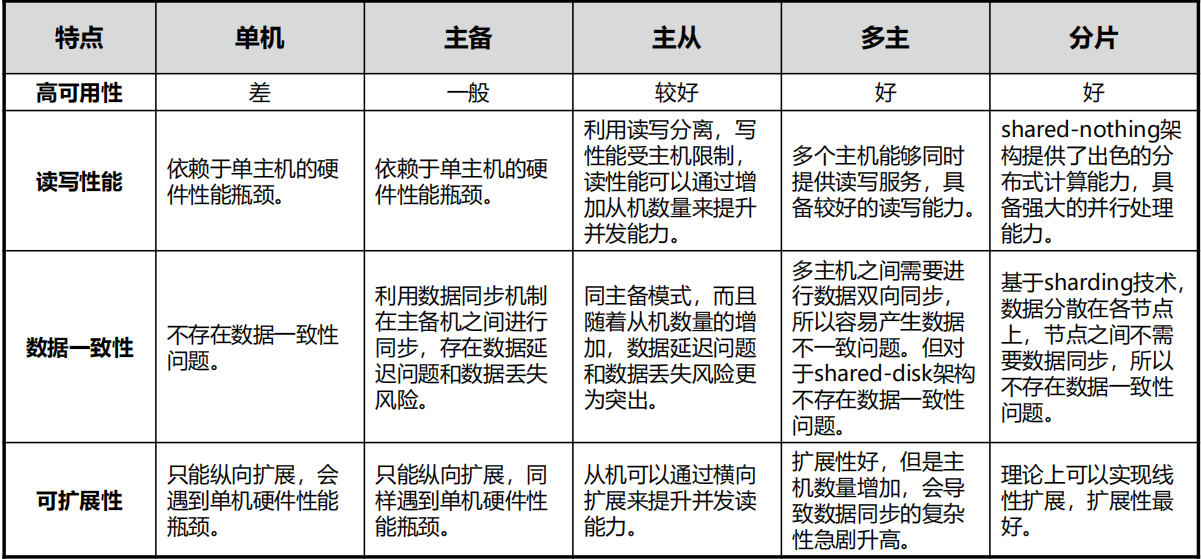 特点 单机 主备 主从 多主 分片
高可用性 差 一般 较好 好 好
读写性能
依赖于单主机的硬
件性能瓶颈。
依赖于单主机的硬
件性能瓶颈。
利用读写分离，写
性能受主机限制，
读性能可以通过增
加从机数量来提升
并发能力。
多个主机能够同时
提供读写服务，具
备较好的读写能力。
shared-nothing架
构提供了出色的分
布式计算能力，具
备强大的并行处理
能力。
数据一致性
不存在数据一致性
问题。
利用数据同步机制
在主备机之间进行
同步，存在数据延
迟问题和数据丢失
风险。
同主备模式，而且
随着从机数量的增
加，数据延迟问题
和数据丢失风险更
为突出。
多主机之间需要进
行数据双向同步，
所以容易产生数据
不一致问题。但对
于shared-disk架构
不存在数据一致性
问题。
基于sharding技术，
数据分散在各节点
上，节点之间不需
要数据同步，所以
不存在数据一致性
问题。
可扩展性
只能纵向扩展，会
遇到单机硬件性能
瓶颈。
只能纵向扩展，同
样遇到单机硬件性
能瓶颈。
从机可以通过横向
扩展来提升并发读
能力。
扩展性好，但是主
机数量增加，会导
致数据同步的复杂
性急剧升高。
理论上可以实现线
性扩展，扩展性最
好。